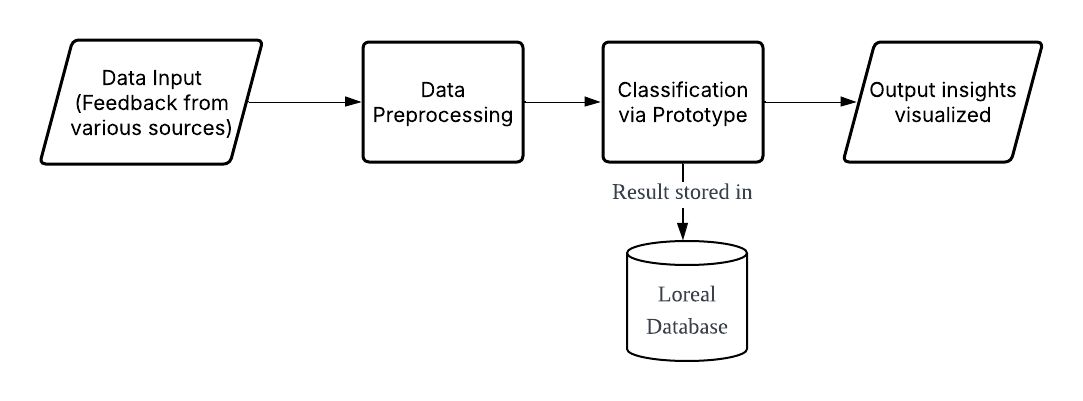 Data Input
(Feedback from
various sources)
Data
Preprocessing
Classification
via Prototype
Output insights
visualized
Result stored in
Loreal
Database